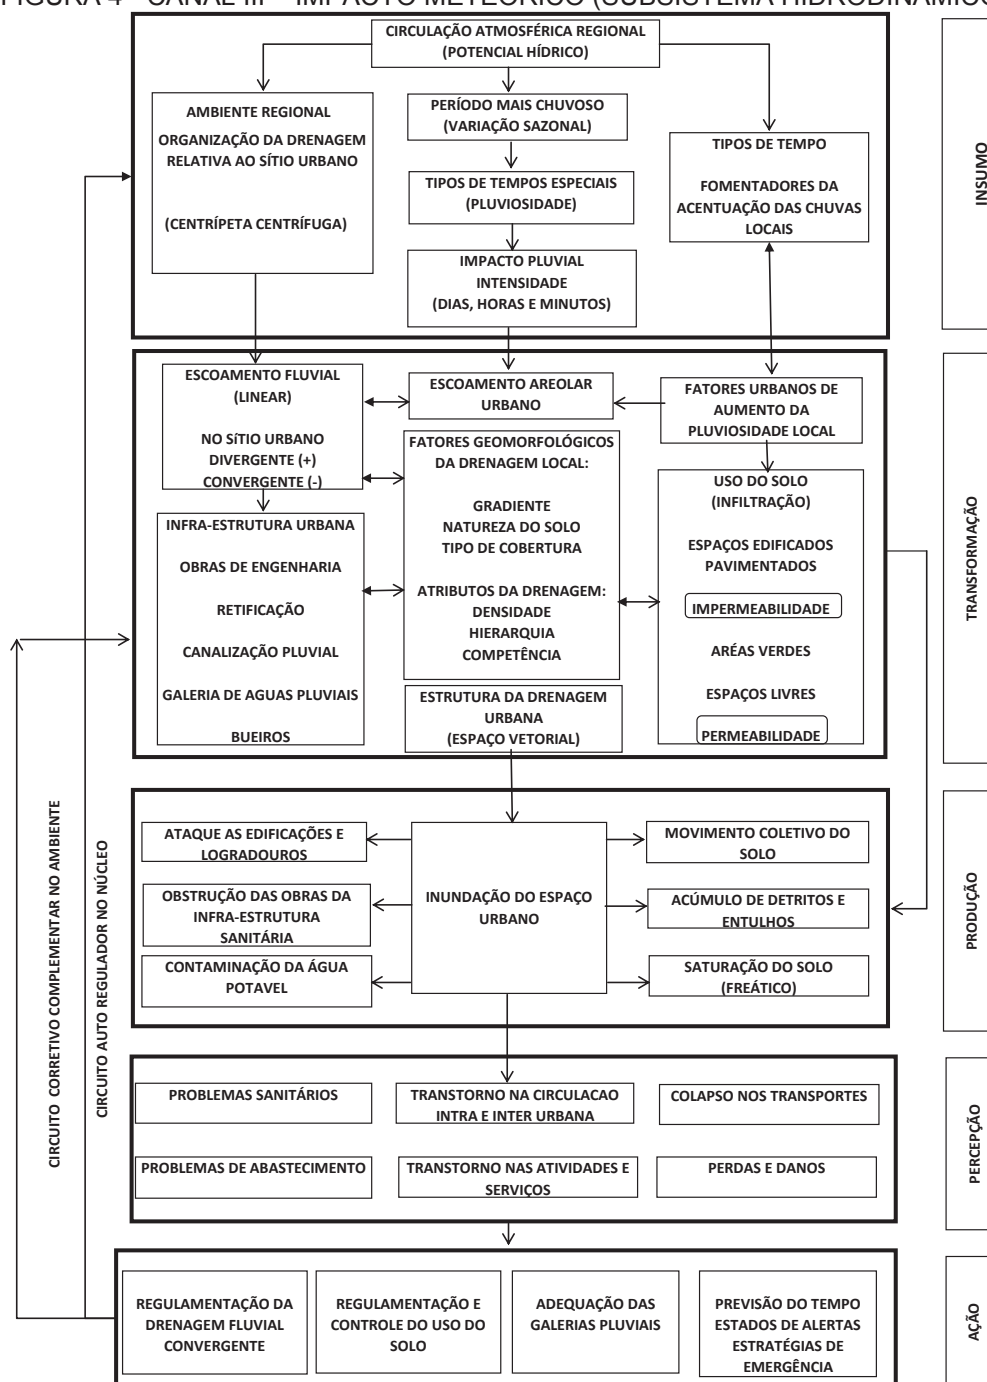 FIGURA 4 - CANAL III – IMPACTO METEÓRICO (SUBSISTEMA HIDRODINÂMICO
CIRCULAÇÃO ATMOSFÉRICA REGIONAL
(POTENCIAL HÍDRICO)
AMBIENTE REGIONAL
ORGANIZAÇÃO DA DRENAGEM
RELATIVA AO SÍTIO URBANO
(CENTRÍPETA CENTRÍFUGA)
PERÍODO MAIS CHUVOSO
(VARIAÇÃO SAZONAL)
TIPOS DE TEMPOS ESPECIAIS
(PLUVIOSIDADE)
IMPACTO PLUVIAL
INTENSIDADE
(DIAS, HORAS E MINUTOS)
TIPOS DE TEMPO
FOMENTADORES DA
ACENTUAÇÃO DAS CHUVAS
LOCAIS
INSUMO
ESCOAMENTO FLUVIAL
(LINEAR)
NO SÍTIO URBANO
DIVERGENTE (+)
CONVERGENTE (-)
ESCOAMENTO AREOLAR
URBANO
FATORES URBANOS DE
AUMENTO DA
PLUVIOSIDADE LOCAL
INFRA-ESTRUTURA URBANA
OBRAS DE ENGENHARIA
RETIFICAÇÃO
CANALIZAÇÃO PLUVIAL
GALERIA DE AGUAS PLUVIAIS
BUEIROS
FATORES GEOMORFOLÓGICOS
DA DRENAGEM LOCAL:
GRADIENTE
NATUREZA DO SOLO
TIPO DE COBERTURA
ATRIBUTOS DA DRENAGEM:
DENSIDADE
HIERARQUIA
COMPETÊNCIA
ESTRUTURA DA DRENAGEM
URBANA
(ESPAÇO VETORIAL)
USO DO SOLO
(INFILTRAÇÃO)
ESPAÇOS EDIFICADOS
PAVIMENTADOS
IMPERMEABILIDADE
ARÉAS VERDES
ESPAÇOS LIVRES
PERMEABILIDADE
TRANSFORMAÇÃO
ATAQUE AS EDIFICAÇÕES E
LOGRADOUROS
OBSTRUÇÃO DAS OBRAS DA
INFRA-ESTRUTURA
SANITÁRIA
CONTAMINAÇÃO DA ÁGUA
POTAVEL
INUNDAÇÃO DO ESPAÇO
URBANO
MOVIMENTO COLETIVO DO
SOLO
ACÚMULO DE DETRITOS E
ENTULHOS
SATURAÇÃO DO SOLO
(FREÁTICO)
PRODUÇÃO
PROBLEMAS SANITÁRIOS
TRANSTORNO NA CIRCULACAO
INTRA E INTER URBANA
COLAPSO NOS TRANSPORTES
PROBLEMAS DE ABASTECIMENTO
TRANSTORNO NAS ATIVIDADES E
SERVIÇOS
PERDAS E DANOS
PERCEPÇÃO
REGULAMENTAÇÃO DA
DRENAGEM FLUVIAL
CONVERGENTE
REGULAMENTAÇÃO E
CONTROLE DO USO DO
SOLO
ADEQUAÇÃO DAS
GALERIAS PLUVIAIS
PREVISÃO DO TEMPO
ESTADOS DE ALERTAS
ESTRATÉGIAS DE
EMERGÊNCIA
AÇÃO
CIRCUITO CORRETIVO COMPLEMENTAR NO AMBIENTE
CIRCUITO AUTO REGULADOR NO NÚCLEO